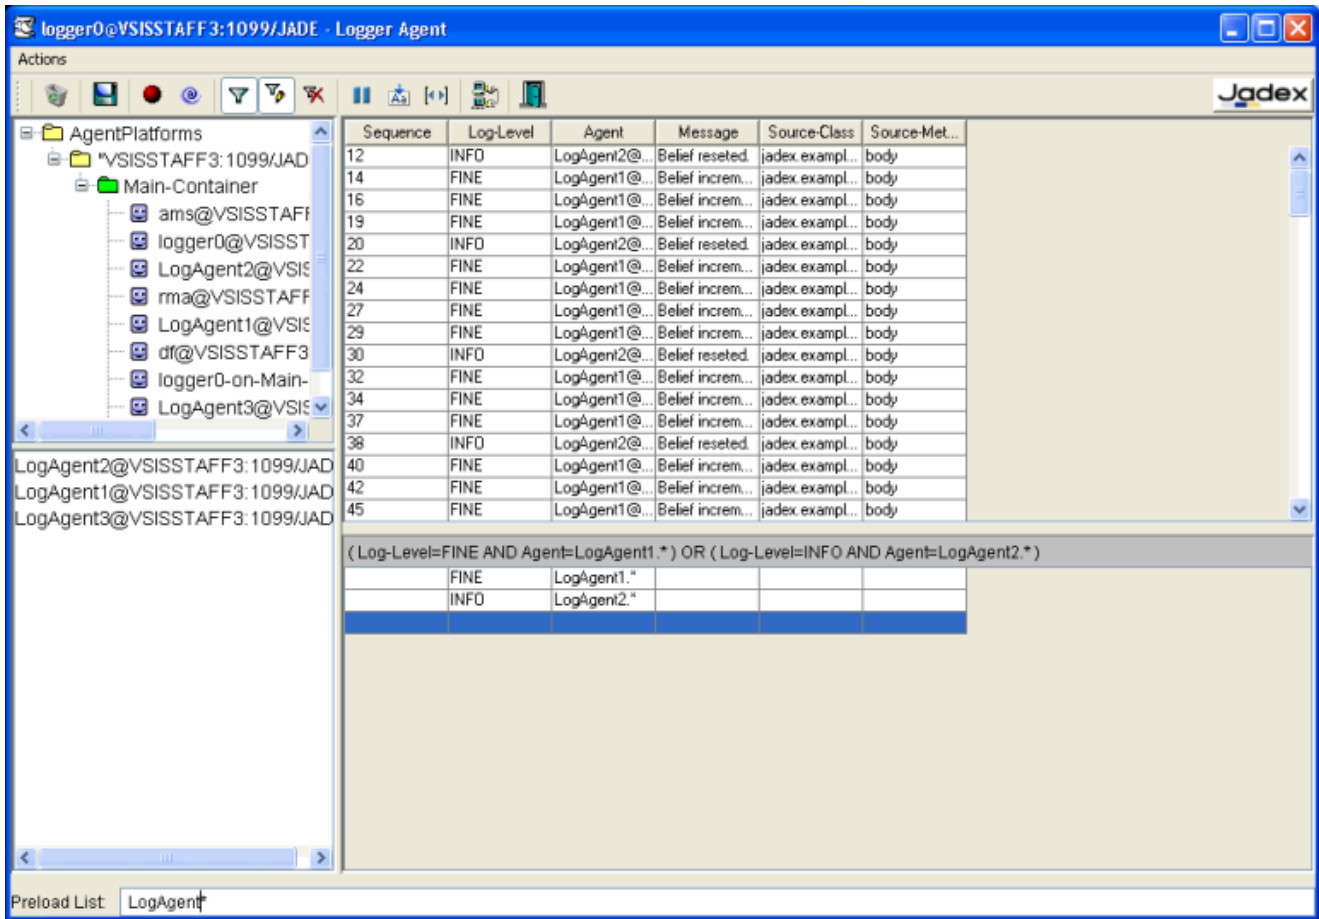 logger0@VSISSTAFF3:1099/JADE - Logger Agent
Actions
Jadex
AgentPlatforms
"VSISSTAFF3:1099/JAD
Main-Container
ams@VSISSTAFF
logger0@VSISST
LogAgent2@VSIS
rma@VSISSTAFF
LogAgent1@VSIS
df@VSISSTAFF3
logger0-on-Main-
LogAgent3@VSIS
LogAgent2@VSISSTAFF3:1099/JAD
LogAgent1@VSISSTAFF3:1099/JAD
LogAgent3@VSISSTAFF3:1099/JAD
Sequence Log-Level Agent Message Source-Class Source-Met...
12 INFO LogAgent2@... Belief reseted. jadex.exampl... body
14 FINE LogAgent1@... Belief increm... jadex.exampl... body
16 FINE LogAgent1@... Belief increm... jadex.exampl... body
19 FINE LogAgent1@... Belief increm... jadex.exampl... body
20 INFO LogAgent2@... Belief reseted. jadex.exampl... body
22 FINE LogAgent1@... Belief increm... jadex.exampl... body
24 FINE LogAgent1@... Belief increm... jadex.exampl... body
27 FINE LogAgent1@... Belief increm... jadex.exampl... body
29 FINE LogAgent1@... Belief increm... jadex.exampl... body
30 INFO LogAgent2@... Belief reseted. jadex.exampl... body
32 FINE LogAgent1@... Belief increm... jadex.exampl... body
34 FINE LogAgent1@... Belief increm... jadex.exampl... body
37 FINE LogAgent1@... Belief increm... jadex.exampl... body
38 INFO LogAgent2@... Belief reseted. jadex.exampl... body
40 FINE LogAgent1@... Belief increm... jadex.exampl... body
42 FINE LogAgent1@... Belief increm... jadex.exampl... body
45 FINE LogAgent1@... Belief increm... jadex.exampl... body
( Log-Level=FINE AND Agent=LogAgent1.* ) OR ( Log-Level=INFO AND Agent=LogAgent2.* )
FINE LogAgent1.*
INFO LogAgent2.*
Preload List: LogAgent*